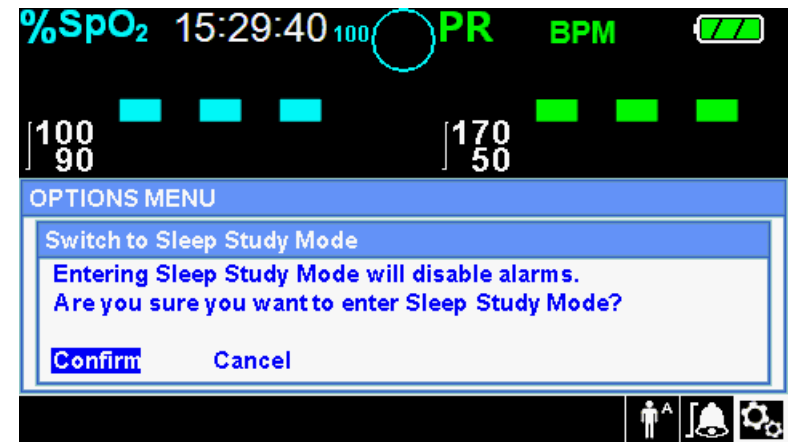 %SpO₂ 15:29:40 100 PR BPM
--- ---
100 170
90 50
OPTIONS MENU
Switch to Sleep Study Mode
Entering Sleep Study Mode will disable alarms.
Are you sure you want to enter Sleep Study Mode?
Confirm Cancel
A